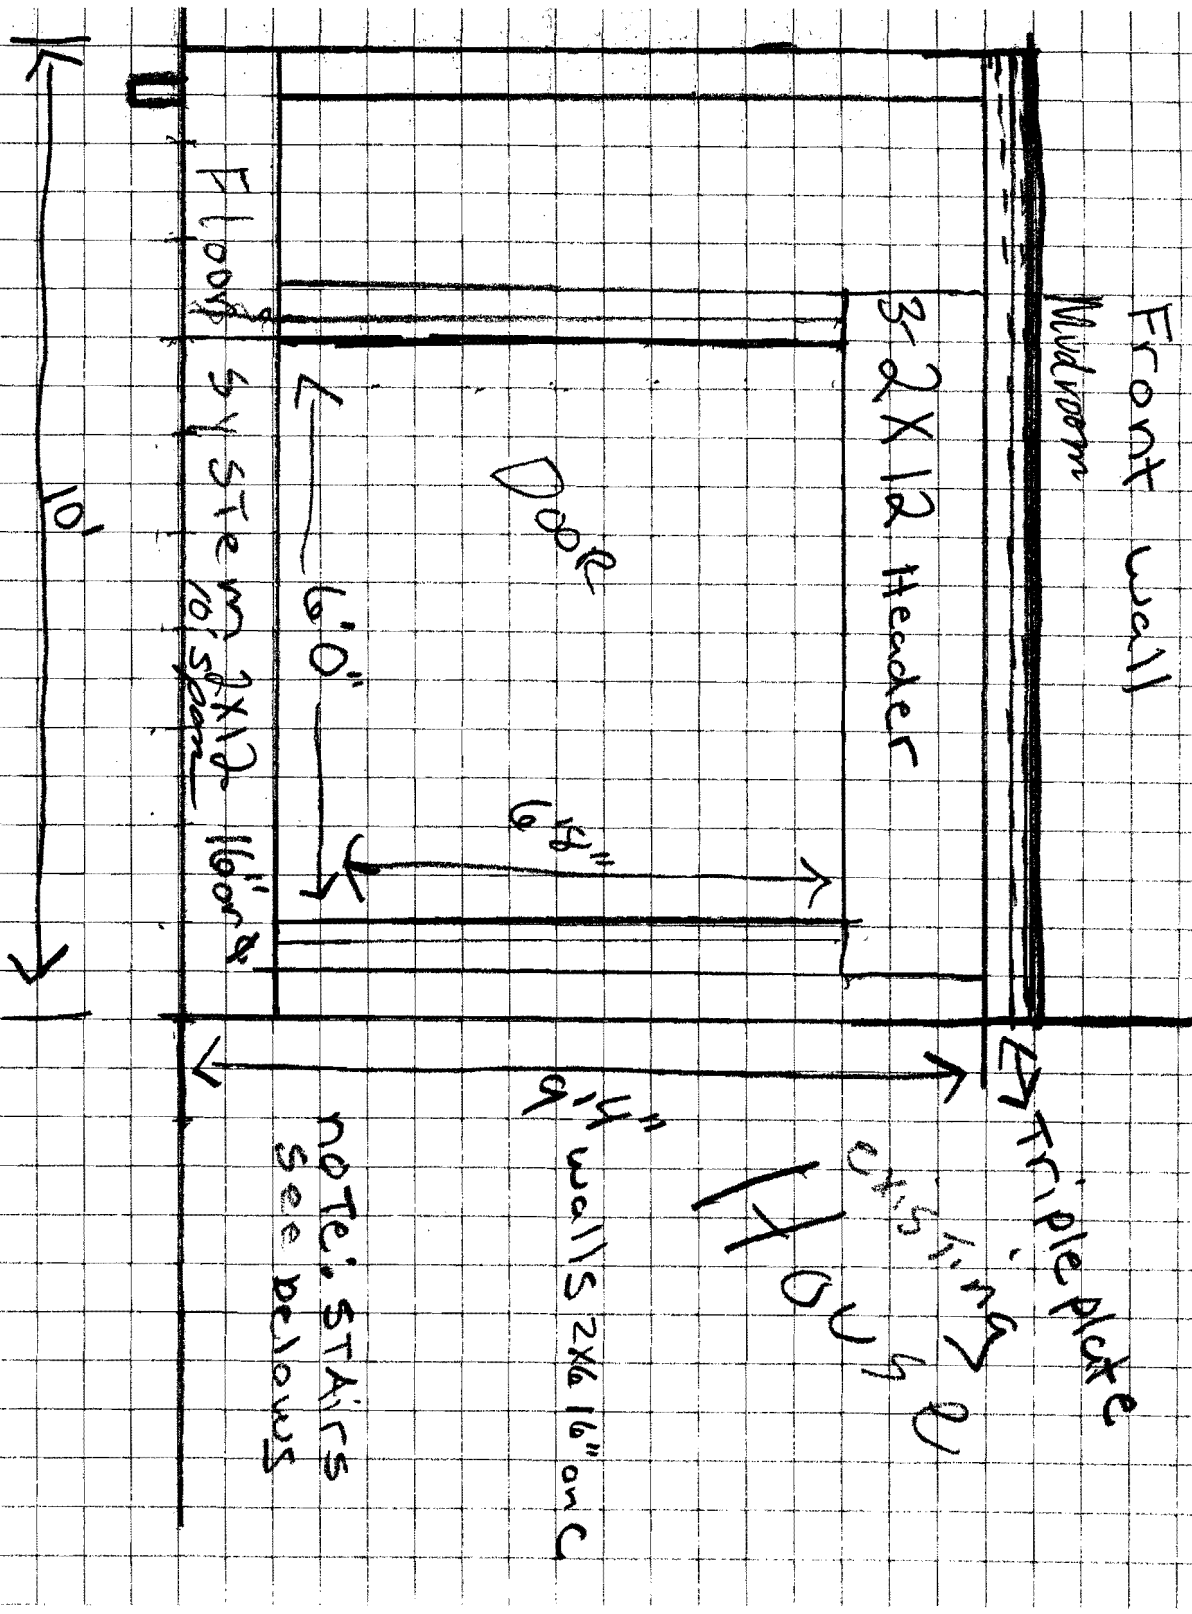 Front wall
Mudroom
3-2X12 Header
Door
6'8"
6'0"
Floor SYSTem 2X12 16" on c
10' span
10'
Triple plate
existing
House
9'-4" walls 2X6 16" on C
noTe: STAirs
see below